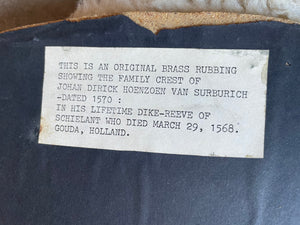 THIS IS AN ORIGINAL BRASS RUBBING
SHOWING THE FAMILY CREST OF
JOHAN DIRICK HOENZOEN VAN SURBURICH
-DATED 1570 :
IN HIS LIFETIME DIKE-REEVE OF
SCHIELANT WHO DIED MARCH 29, 1568.
GOUDA, HOLLAND.